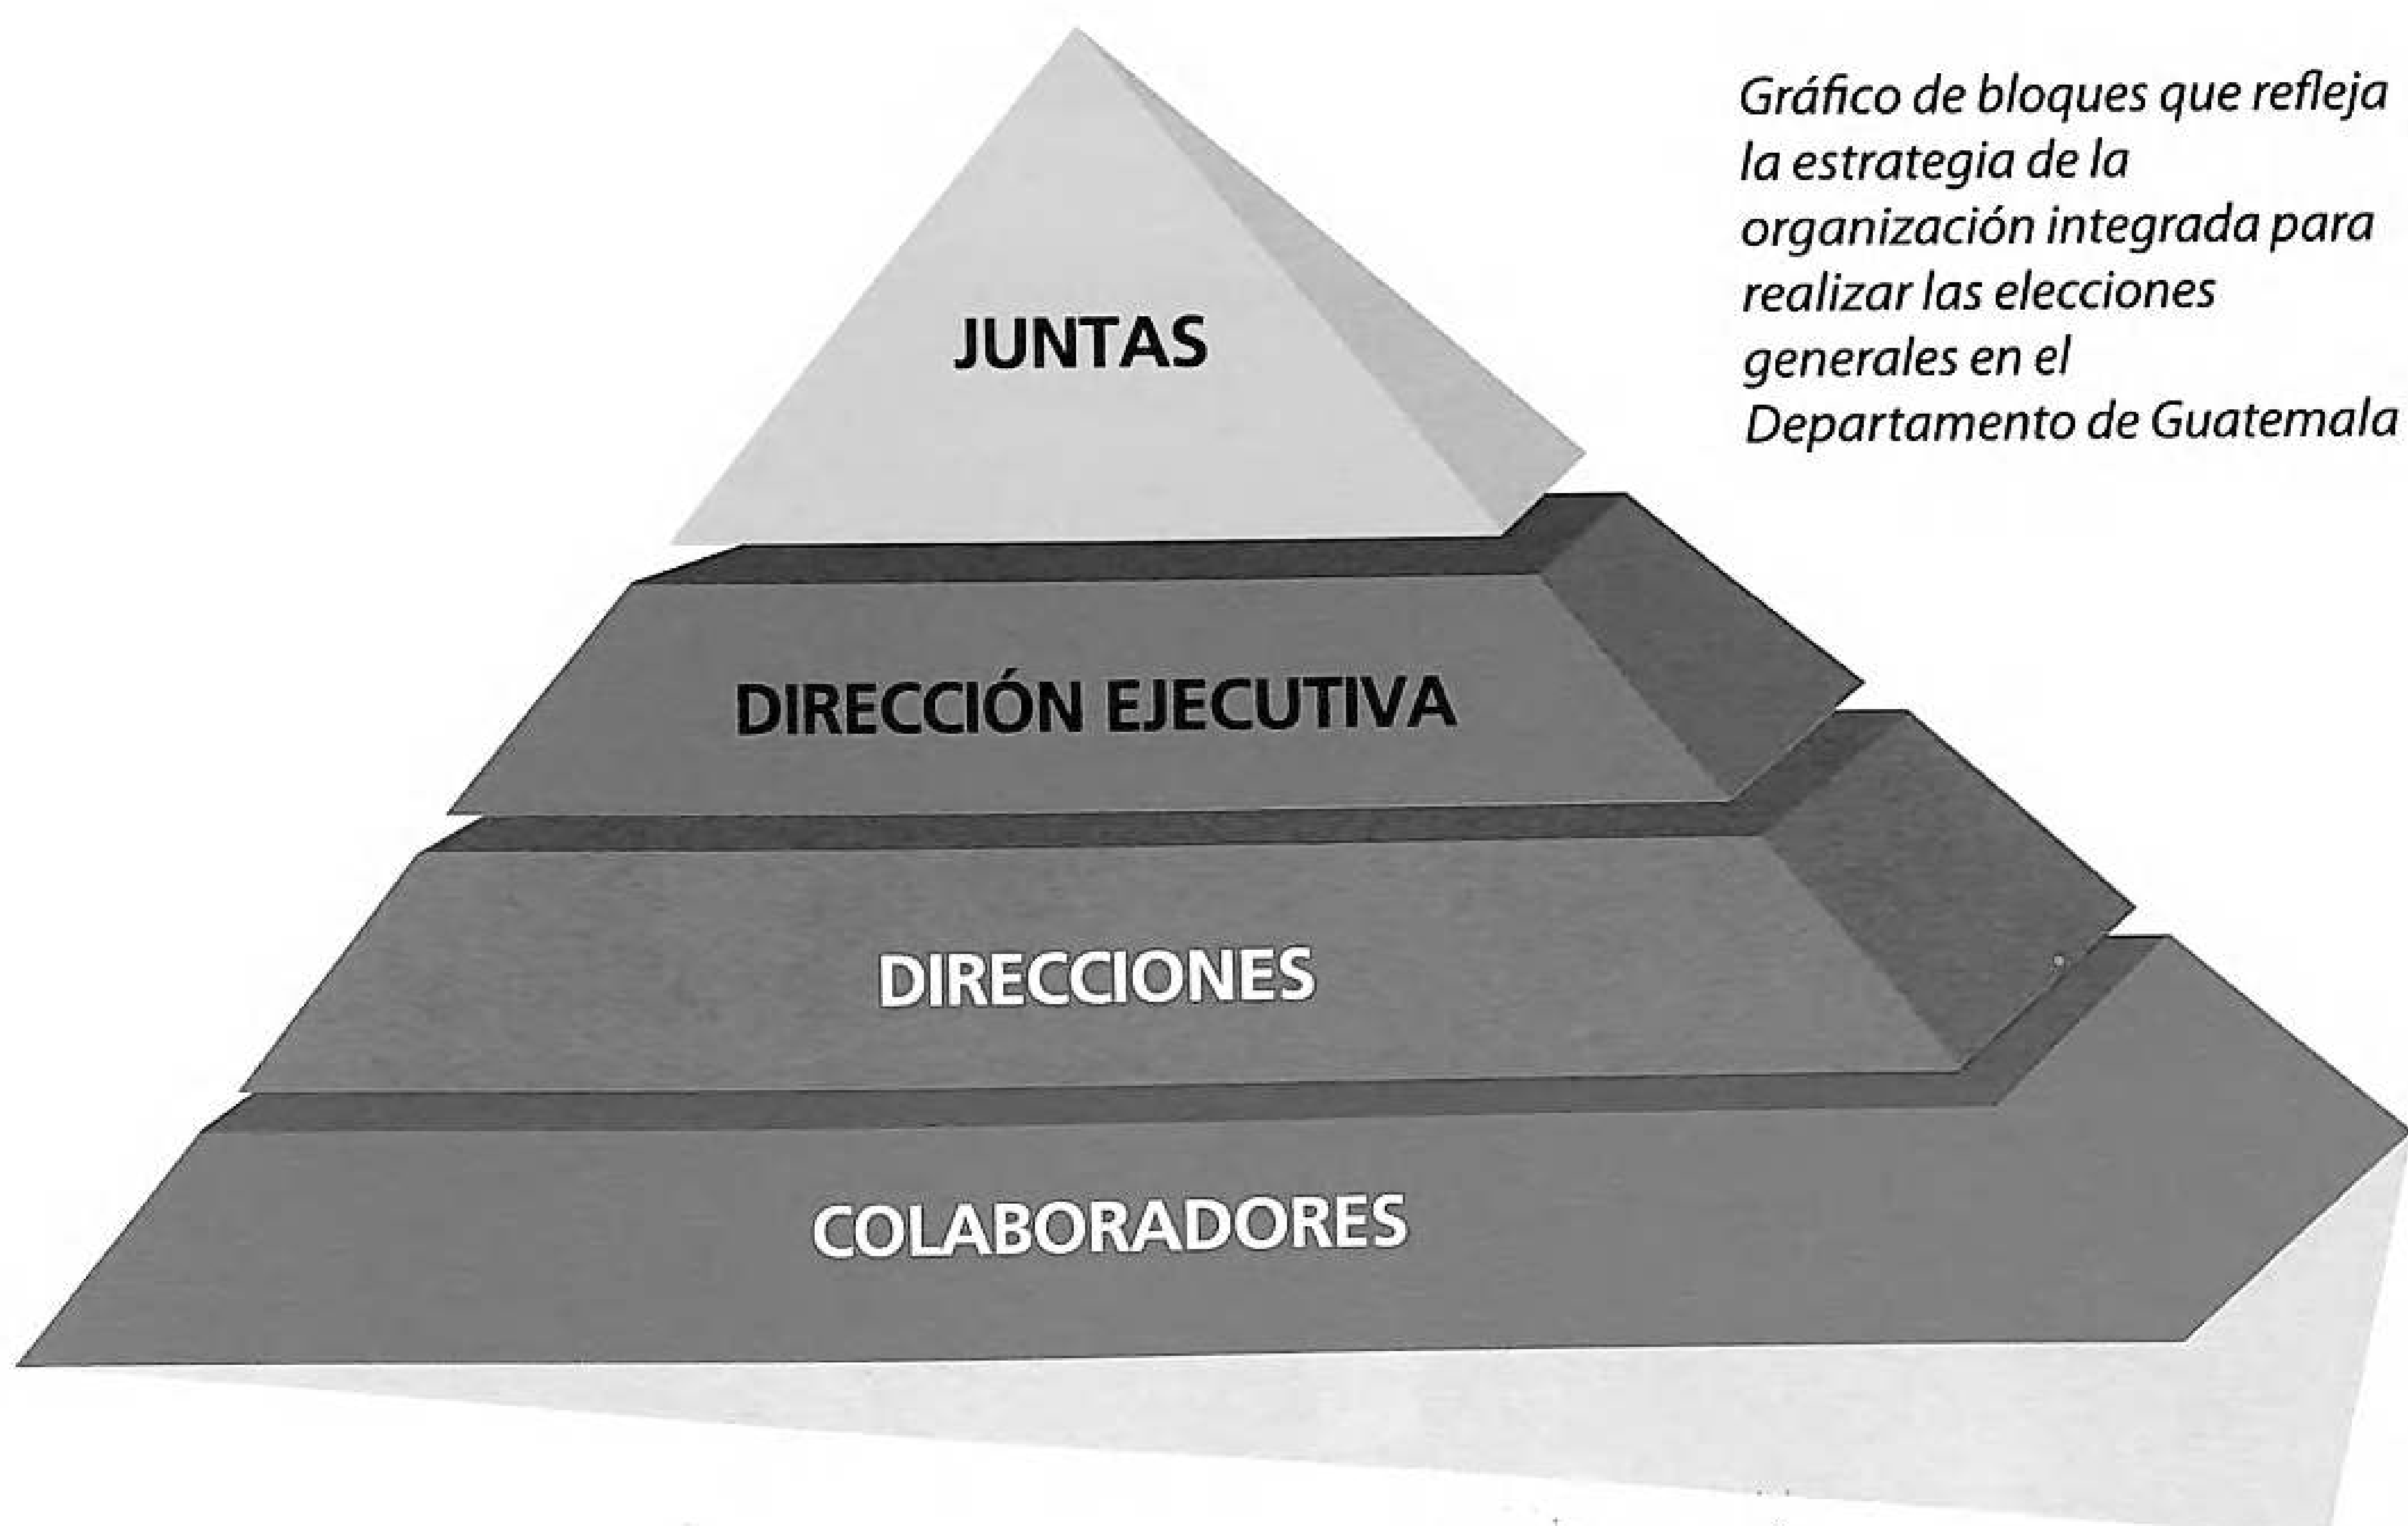 Gráfico de bloques que refleja
la estrategia de la
organización integrada para
realizar las elecciones
generales en el
Departamento de Guatemala
JUNTAS
DIRECCIÓN EJECUTIVA
DIRECCIONES
COLABORADORES